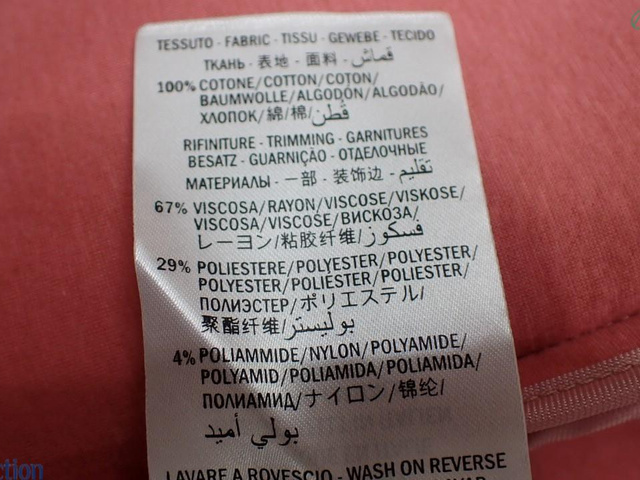 TESSUTO - FABRIC - TISSU - GEWEBE - TECIDO
ТКАНЬ - 表地 - 面料 - قماش
100% COTONE/COTTON/COTON/
BAUMWOLLE/ALGODÓN/ALGODÃO/
ХЛОПОК/綿/棉/قُطن
RIFINITURE - TRIMMING - GARNITURES
BESATZ - GUARNIÇÃO - ОТДЕЛОЧНЫЕ
МАТЕРИАЛЫ - 一部 - 装饰边 - تقليم
67% VISCOSA/RAYON/VISCOSE/VISKOSE/
VISCOSA/VISCOSE/ВИСКОЗА/
レーヨン/粘胶纤维/فسكوز
29% POLIESTERE/POLYESTER/POLYESTER/
POLYESTER/POLIÉSTER/POLIESTER/
ПОЛИЭСТЕР/ポリエステル/
聚酯纤维/بوليستر
4% POLIAMMIDE/NYLON/POLYAMIDE/
POLYAMID/POLIAMIDA/POLIAMIDA/
ПОЛИАМИД/ナイロン/锦纶/
بولي أميد
LAVARE A ROVESCIO - WASH ON REVERSE
ction